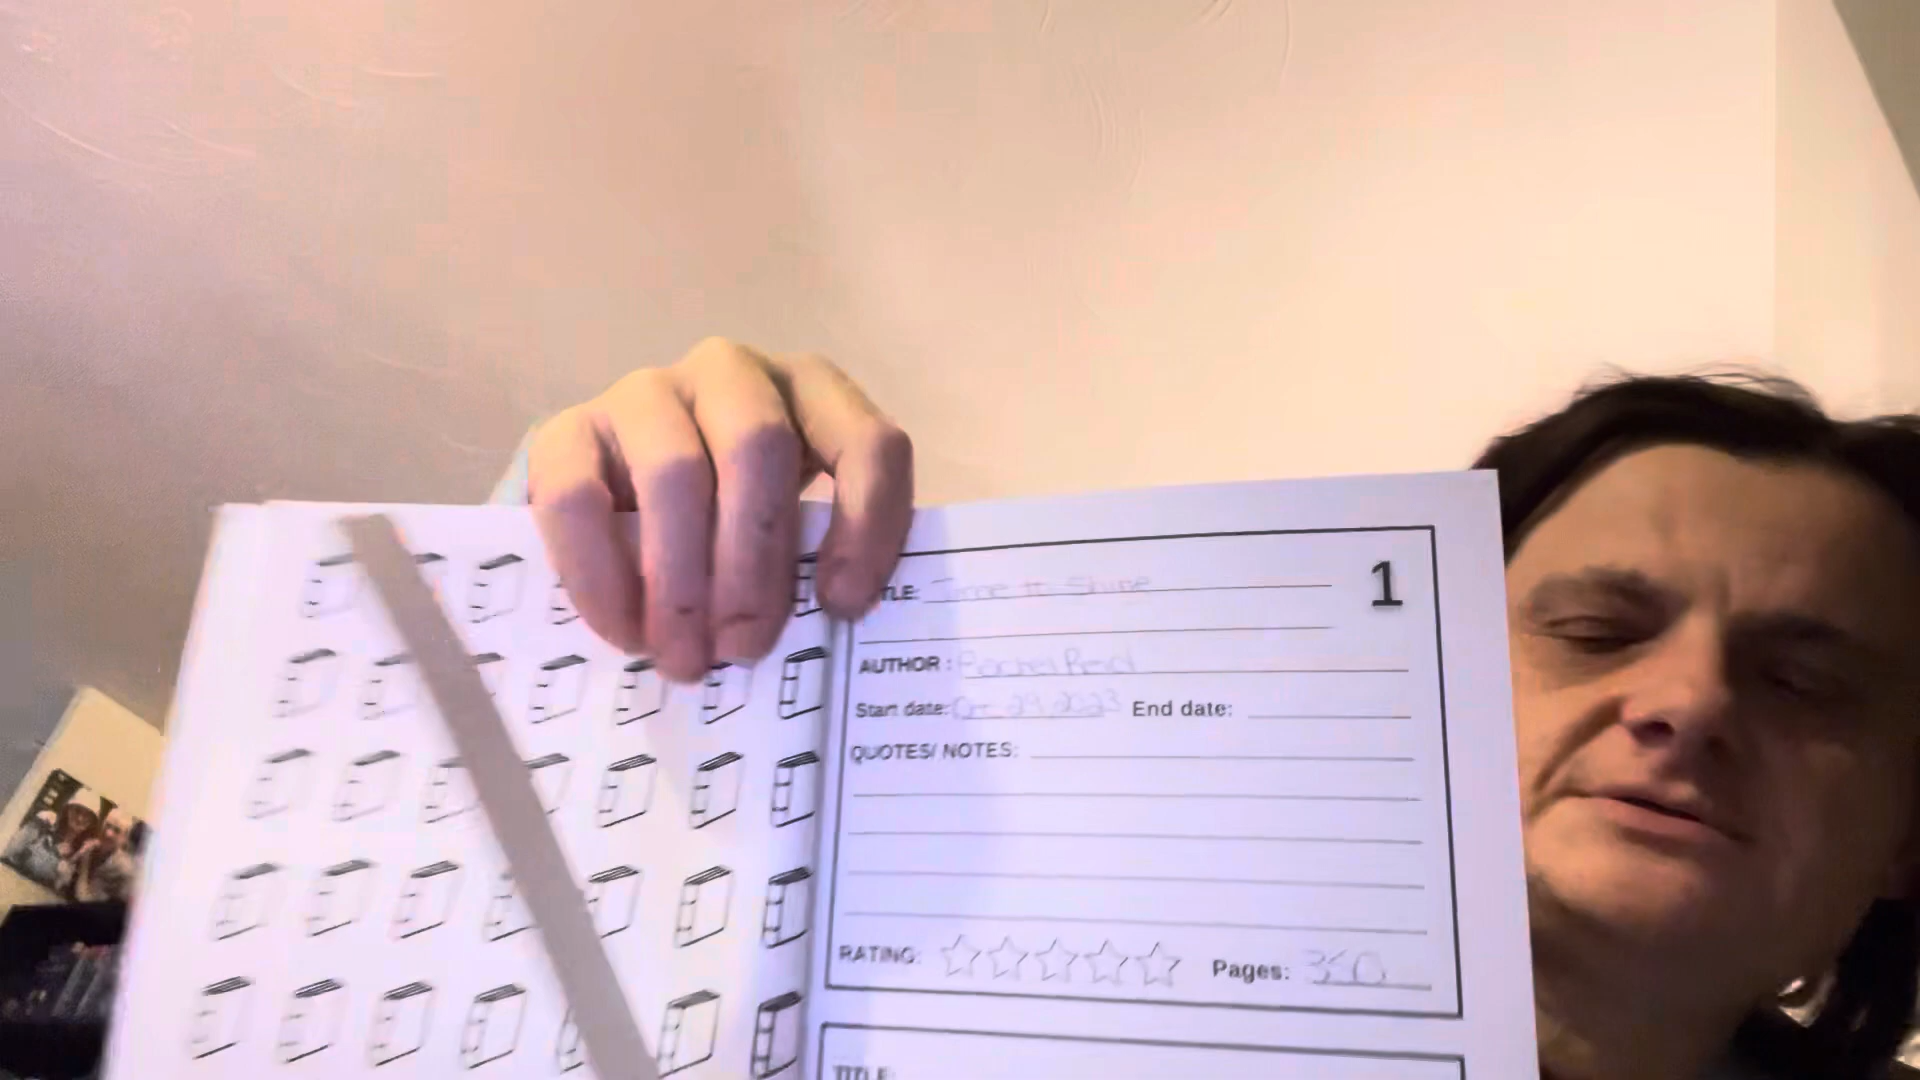 TLE: Time to Shine
1
AUTHOR: Rachel Reid
Start date: Oct 29, 2023 End date:
QUOTES/ NOTES:
RATING: Pages: 350
TITLE: